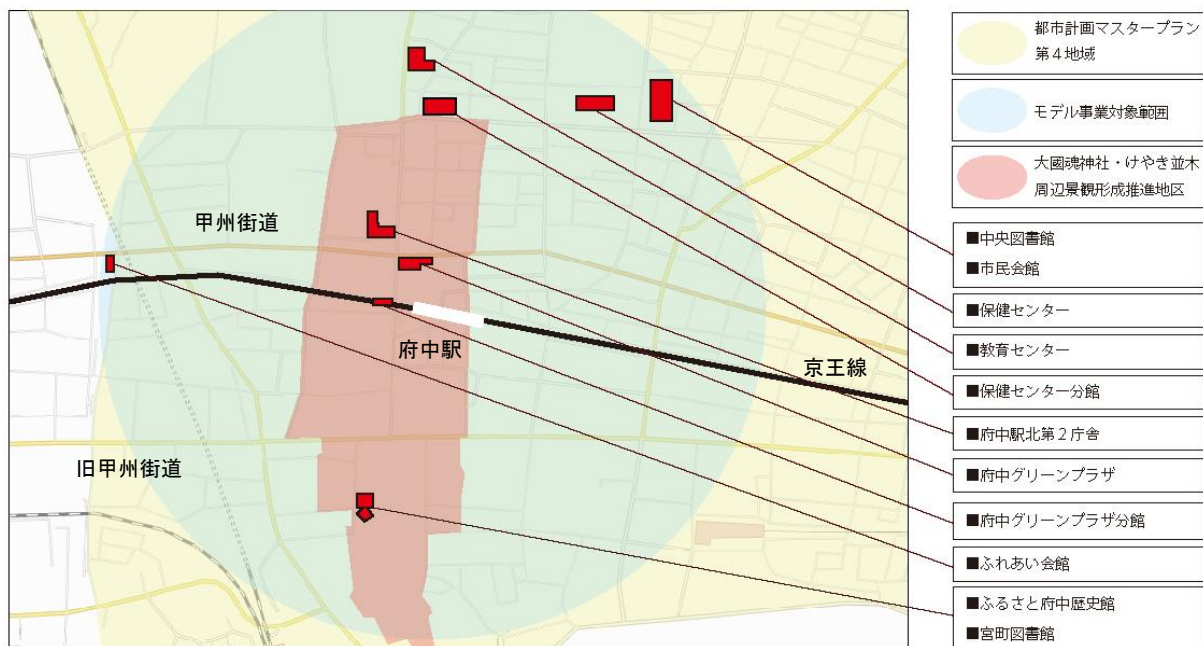 甲州街道
府中駅
京王線
旧甲州街道
都市計画マスタープラン
第4地域
モデル事業対象範囲
大國魂神社・けやき並木
周辺景観形成推進地区
■中央図書館
■市民会館
■保健センター
■教育センター
■保健センター分館
■府中駅北第2庁舎
■府中グリーンプラザ
■府中グリーンプラザ分館
■ふれあい会館
■ふるさと府中歴史館
■宮町図書館